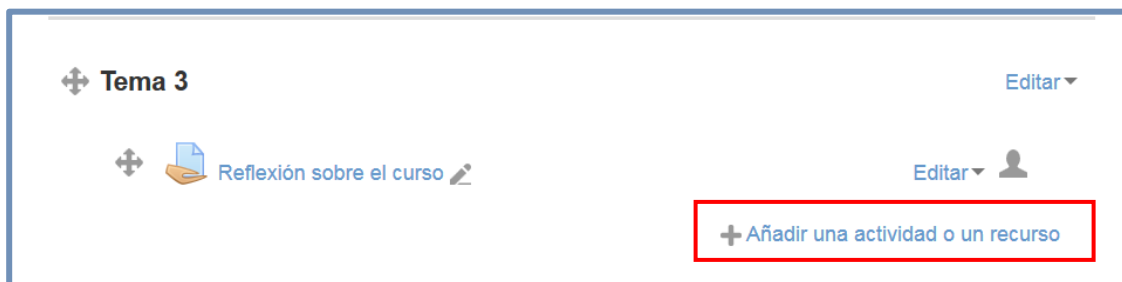 Tema 3
Editar
Reflexión sobre el curso
Editar
Añadir una actividad o un recurso